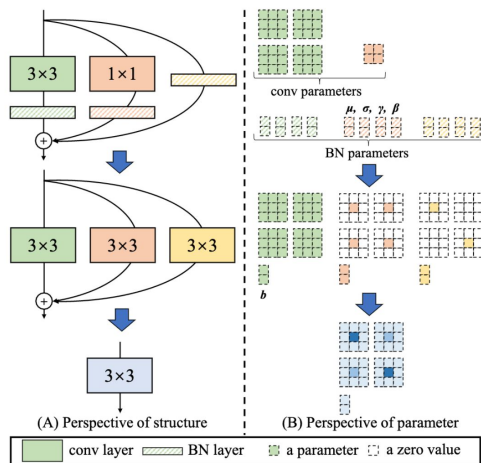 3×3
1×1
conv parameters
μ, σ, γ, β
BN parameters
+
3×3
3×3
3×3
b
+
3×3
(A) Perspective of structure
(B) Perspective of parameter
conv layer
BN layer
a parameter
a zero value